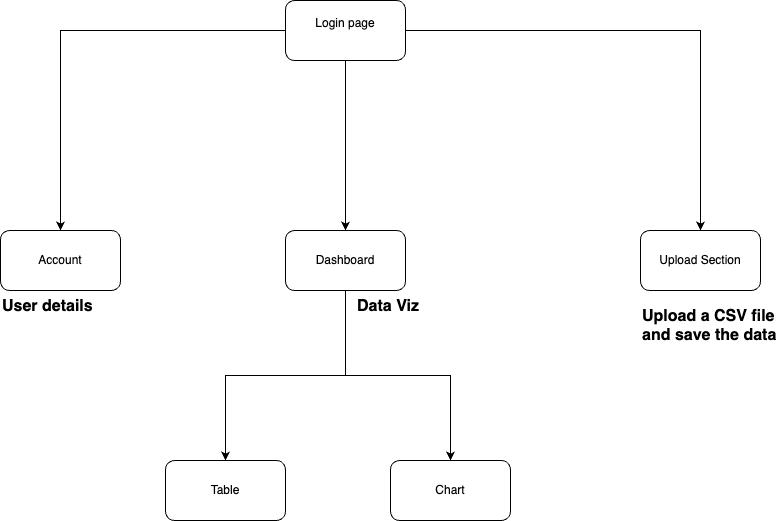 Login page
Account
Dashboard
Upload Section
User details
Data Viz
Upload a CSV file
and save the data
Table
Chart